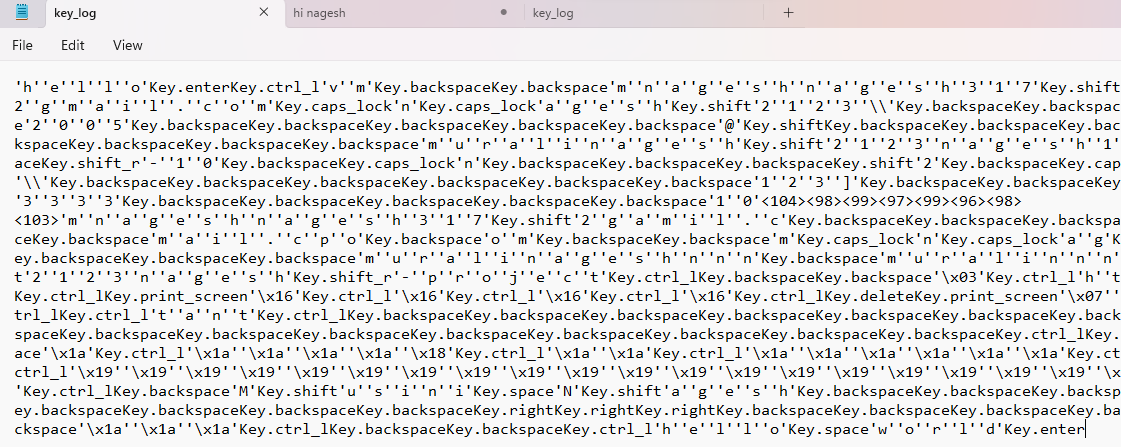 key_log
hi nagesh
key_log
File Edit View
'h''e''l''l''o'Key.enterKey.ctrl_l'v''m'Key.backspaceKey.backspace'm''n''a''g''e''s''h''n''a''g''e''s''h''3''1''7'Key.shift
2''g''m''a''i''l''.''c''o''m'Key.caps_lock'n'Key.caps_lock'a''g''e''s''h'Key.shift'2''1''2''3''\\'Key.backspaceKey.backspac
e'2''0''0''5'Key.backspaceKey.backspaceKey.backspaceKey.backspaceKey.backspace'@'Key.shiftKey.backspaceKey.backspaceKey.bac
kspaceKey.backspaceKey.backspaceKey.backspace'm''u''r''a''l''i''n''a''g''e''s''h'Key.shift'2''1''2''3''n''a''g''e''s''h''1'
aceKey.shift_r'-''1''0'Key.backspaceKey.caps_lock'n'Key.backspaceKey.backspaceKey.backspaceKey.shift'2'Key.backspaceKey.cap
'\\'Key.backspaceKey.backspaceKey.backspaceKey.backspaceKey.backspaceKey.backspace'1''2''3'']'Key.backspaceKey.backspaceKey
'3''3''3''3'Key.backspaceKey.backspaceKey.backspaceKey.backspace'1''0'<104><98><99><97><99><96><98>
<103>'m''n''a''g''e''s''h''n''a''g''e''s''h''3''1''7'Key.shift'2''g''a''m''i''l''.''c'Key.backspaceKey.backspaceKey.backspa
ceKey.backspace'm''a''i''l''.''c''p''o'Key.backspace'o''m'Key.backspaceKey.backspace'm'Key.caps_lock'n'Key.caps_lock'a''g'K
ey.backspaceKey.backspaceKey.backspace'm''u''r''a''l''i''n''a''g''e''s''h''n''n''n'Key.backspace'm''u''r''a''l''i''n''n''n'
t'2''1''2''3''n''a''g''e''s''h'Key.shift_r'-''p''r''o''j''e''c''t'Key.ctrl_lKey.backspaceKey.backspace'\x03'Key.ctrl_l'h''t
Key.ctrl_lKey.print_screen'\x16'Key.ctrl_l'\x16'Key.ctrl_l'\x16'Key.ctrl_l'\x16'Key.ctrl_lKey.deleteKey.print_screen'\x07''
trl_lKey.ctrl_l't''a''n''t'Key.ctrl_lKey.backspaceKey.backspaceKey.backspaceKey.backspaceKey.backspaceKey.backspaceKey.back
spaceKey.backspaceKey.backspaceKey.backspaceKey.backspaceKey.backspaceKey.backspaceKey.backspaceKey.backspaceKey.ctrl_lKey.
ace'\x1a'Key.ctrl_l'\x1a''\x1a''\x1a''\x1a''\x18'Key.ctrl_l'\x1a''\x1a'Key.ctrl_l'\x1a''\x1a''\x1a''\x1a''\x1a''\x1a'Key.ct
ctrl_l'\x19''\x19''\x19''\x19''\x19''\x19''\x19''\x19''\x19''\x19''\x19''\x19''\x19''\x19''\x19''\x19''\x19''\x19''\x19''\x
'Key.ctrl_lKey.backspace'M'Key.shift'u''s''i''n''i'Key.space'N'Key.shift'a''g''e''s''h'Key.backspaceKey.backspaceKey.backsp
ey.backspaceKey.backspaceKey.backspaceKey.backspaceKey.rightKey.rightKey.rightKey.backspaceKey.backspaceKey.backspaceKey.ba
ckspace'\x1a''\x1a''\x1a'Key.ctrl_lKey.backspaceKey.backspaceKey.ctrl_l'h''e''l''l''o'Key.space'w''o''r''l''d'Key.enter